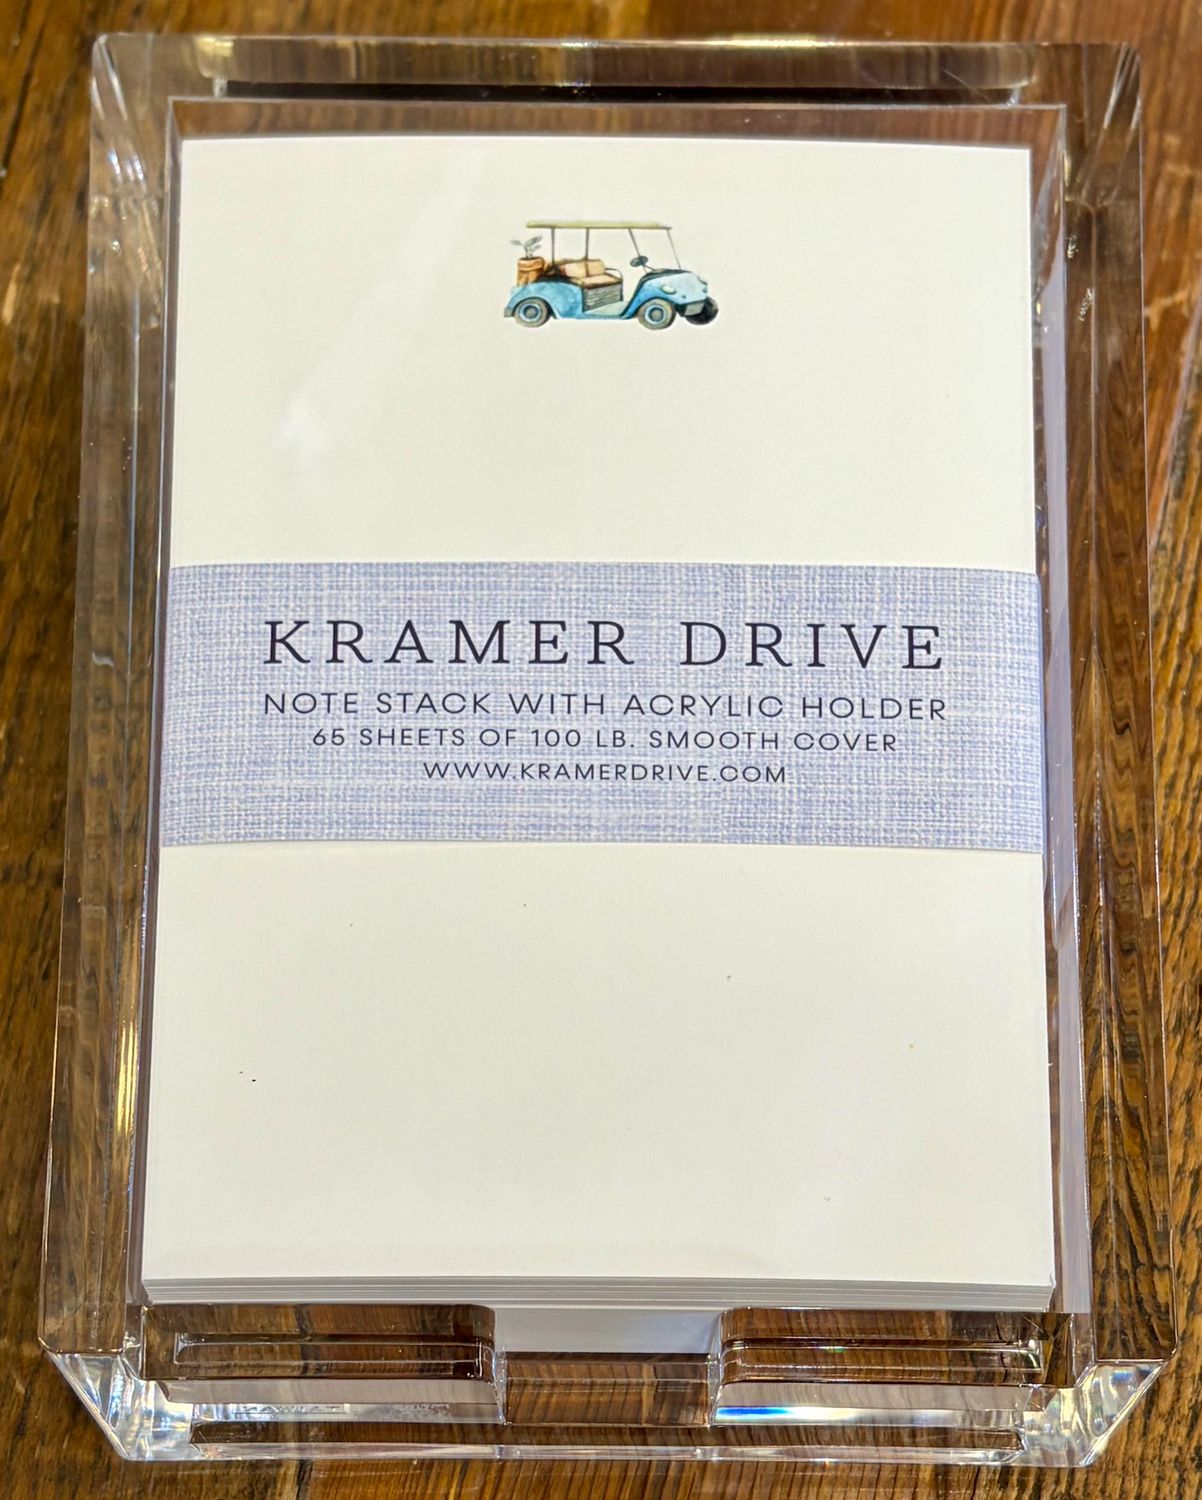 KRAMER DRIVE
NOTE STACK WITH ACRYLIC HOLDER
65 SHEETS OF 100 LB. SMOOTH COVER
WWW.KRAMERDRIVE.COM